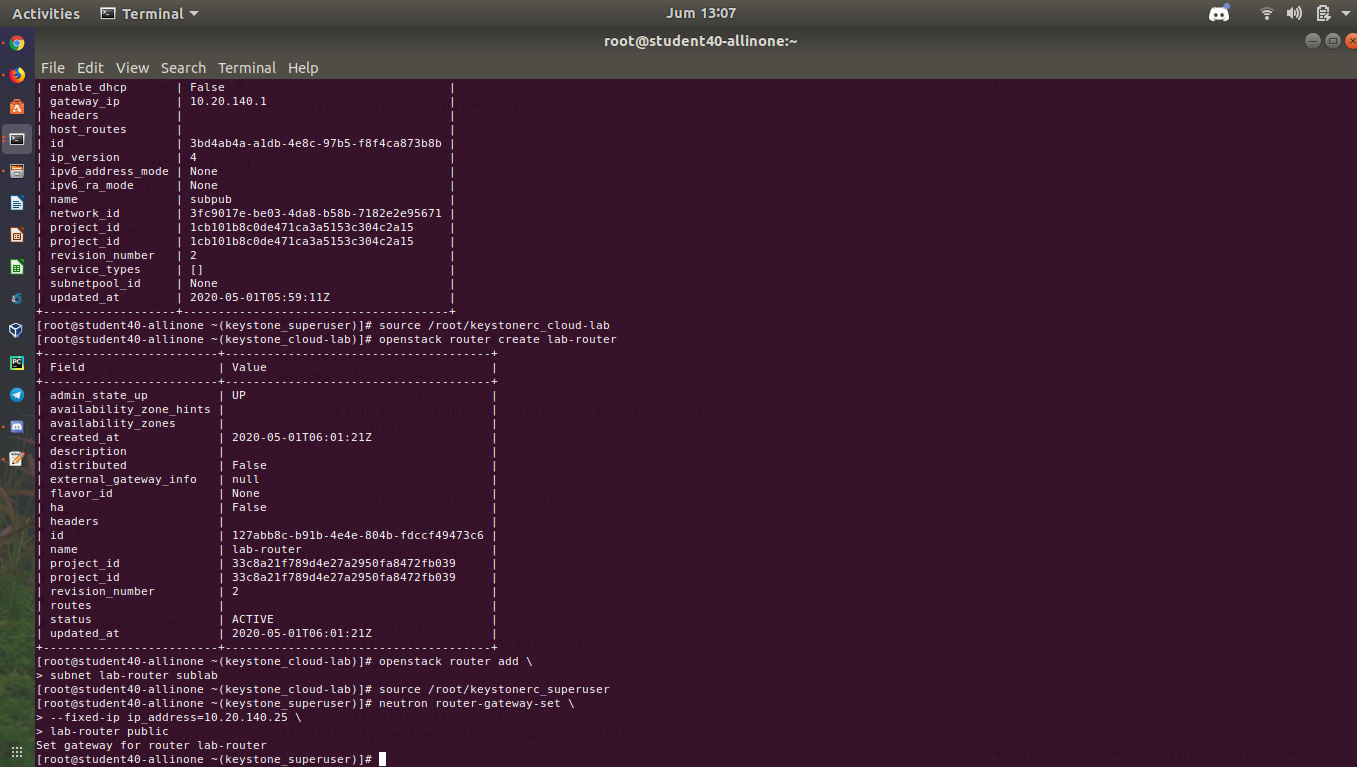 Activities Terminal Jum 13:07
root@student40-allinone:~
File Edit View Search Terminal Help
| enable_dhcp | False |
| gateway_ip | 10.20.140.1 |
| headers | |
| host_routes | |
| id | 3bd4ab4a-a1db-4e8c-97b5-f8f4ca873b8b |
| ip_version | 4 |
| ipv6_address_mode | None |
| ipv6_ra_mode | None |
| name | subpub |
| network_id | 3fc9017e-be03-4da8-b58b-7182e2e95671 |
| project_id | 1cb101b8c0de471ca3a5153c304c2a15 |
| project_id | 1cb101b8c0de471ca3a5153c304c2a15 |
| revision_number | 2 |
| service_types | [] |
| subnetpool_id | None |
| updated_at | 2020-05-01T05:59:11Z |
+-------------------+--------------------------------------+
[root@student40-allinone ~(keystone_superuser)]# source /root/keystonerc_cloud-lab
[root@student40-allinone ~(keystone_cloud-lab)]# openstack router create lab-router
+-------------------------+--------------------------------------+
| Field | Value |
+-------------------------+--------------------------------------+
| admin_state_up | UP |
| availability_zone_hints | |
| availability_zones | |
| created_at | 2020-05-01T06:01:21Z |
| description | |
| distributed | False |
| external_gateway_info | null |
| flavor_id | None |
| ha | False |
| headers | |
| id | 127abb8c-b91b-4e4e-804b-fdccf49473c6 |
| name | lab-router |
| project_id | 33c8a21f789d4e27a2950fa8472fb039 |
| project_id | 33c8a21f789d4e27a2950fa8472fb039 |
| revision_number | 2 |
| routes | |
| status | ACTIVE |
| updated_at | 2020-05-01T06:01:21Z |
+-------------------------+--------------------------------------+
[root@student40-allinone ~(keystone_cloud-lab)]# openstack router add \
> subnet lab-router sublab
[root@student40-allinone ~(keystone_cloud-lab)]# source /root/keystonerc_superuser
[root@student40-allinone ~(keystone_superuser)]# neutron router-gateway-set \
> --fixed-ip ip_address=10.20.140.25 \
> lab-router public
Set gateway for router lab-router
[root@student40-allinone ~(keystone_superuser)]#